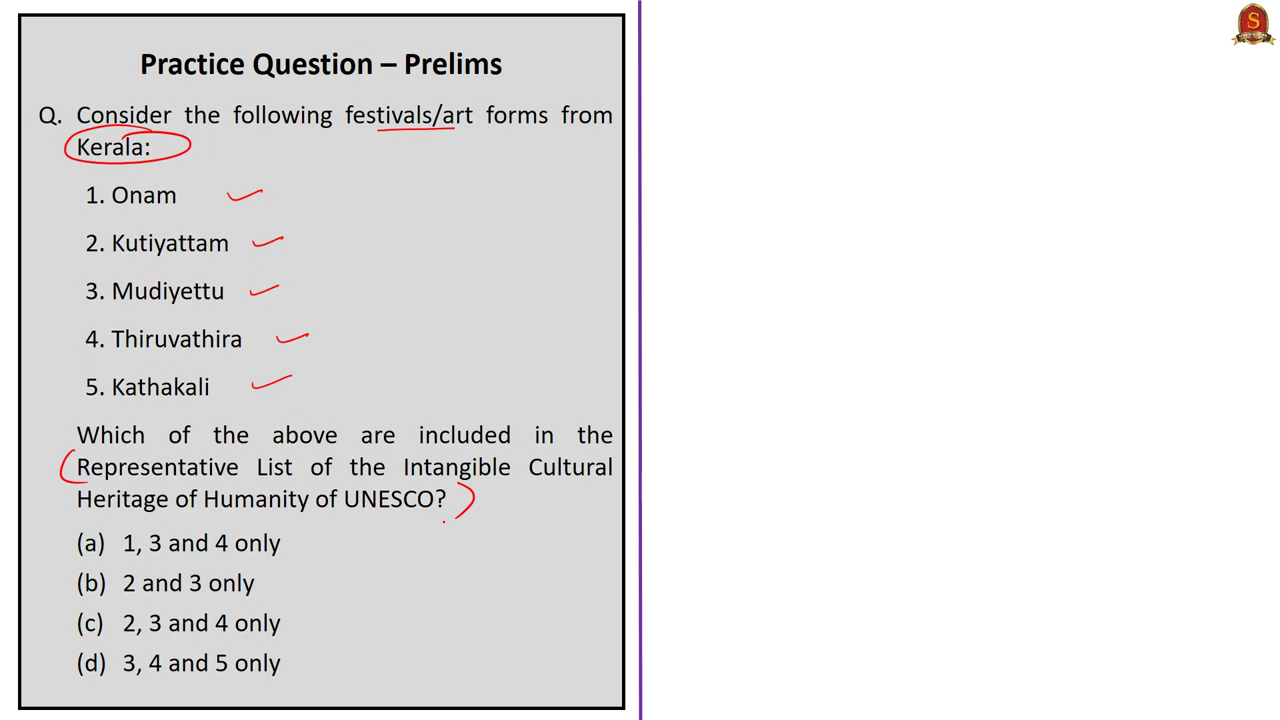 S
Practice Question – Prelims
Q. Consider the following festivals/art forms from
Kerala:
1. Onam
2. Kutiyattam
3. Mudiyettu
4. Thiruvathira
5. Kathakali
Which of the above are included in the
Representative List of the Intangible Cultural
Heritage of Humanity of UNESCO?
(a) 1, 3 and 4 only
(b) 2 and 3 only
(c) 2, 3 and 4 only
(d) 3, 4 and 5 only